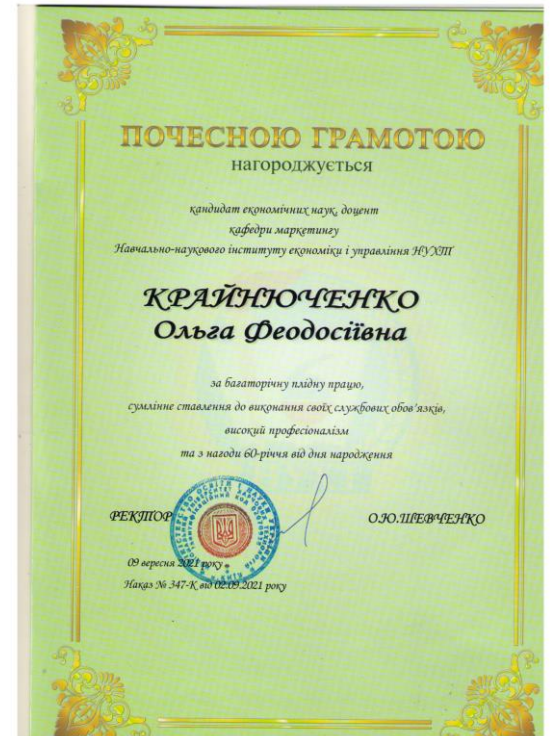 ПОЧЕСНОЮ ГРАМОТОЮ
нагороджується
кандидат економічних наук, доцент
кафедри маркетингу
Навчально-наукового інституту економіки і управління НУХТ
КРАЙНЮЧЕНКО
Ольга Феодосіївна
за багаторічну плідну працю,
сумлінне ставлення до виконання своїх службових обов'язків,
високий професіоналізм
та з нагоди 60-річчя від дня народження
РЕКТОР
О.Ю.ШЕВЧЕНКО
09 вересня 2021 року
Наказ № 347-К від 02.09.2021 року